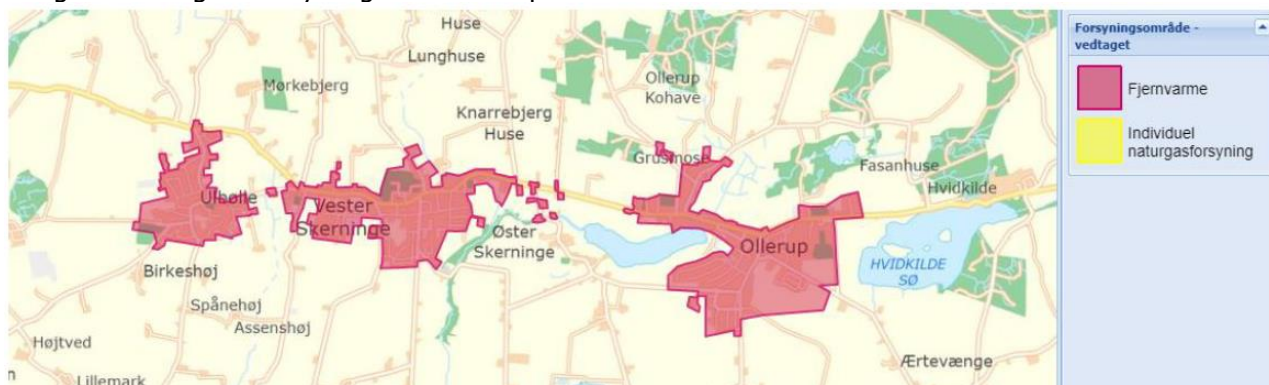 Huse
Lunghuse
Mørkebjerg
Ollerup
Kohave
Knarrebjerg
Huse
Grusmose
Fasanhuse
Hvidkilde
Ulbølle
Vester
Skerninge
Øster
Skerninge
Ollerup
HVIDKILDE
SØ
Birkeshøj
Spånehøj
Assenshøj
Højtved
Lillemark
Ærtevænge
Forsyningsområde -
vedtaget
Fjernvarme
Individuel
naturgasforsyning